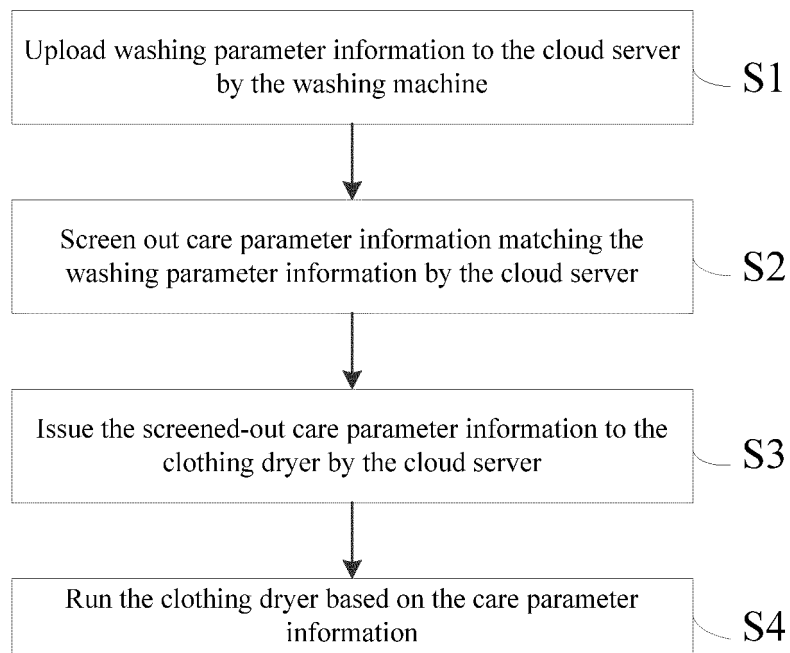 Upload washing parameter information to the cloud server
by the washing machine
S1
Screen out care parameter information matching the
washing parameter information by the cloud server
S2
Issue the screened-out care parameter information to the
clothing dryer by the cloud server
S3
Run the clothing dryer based on the care parameter
information
S4